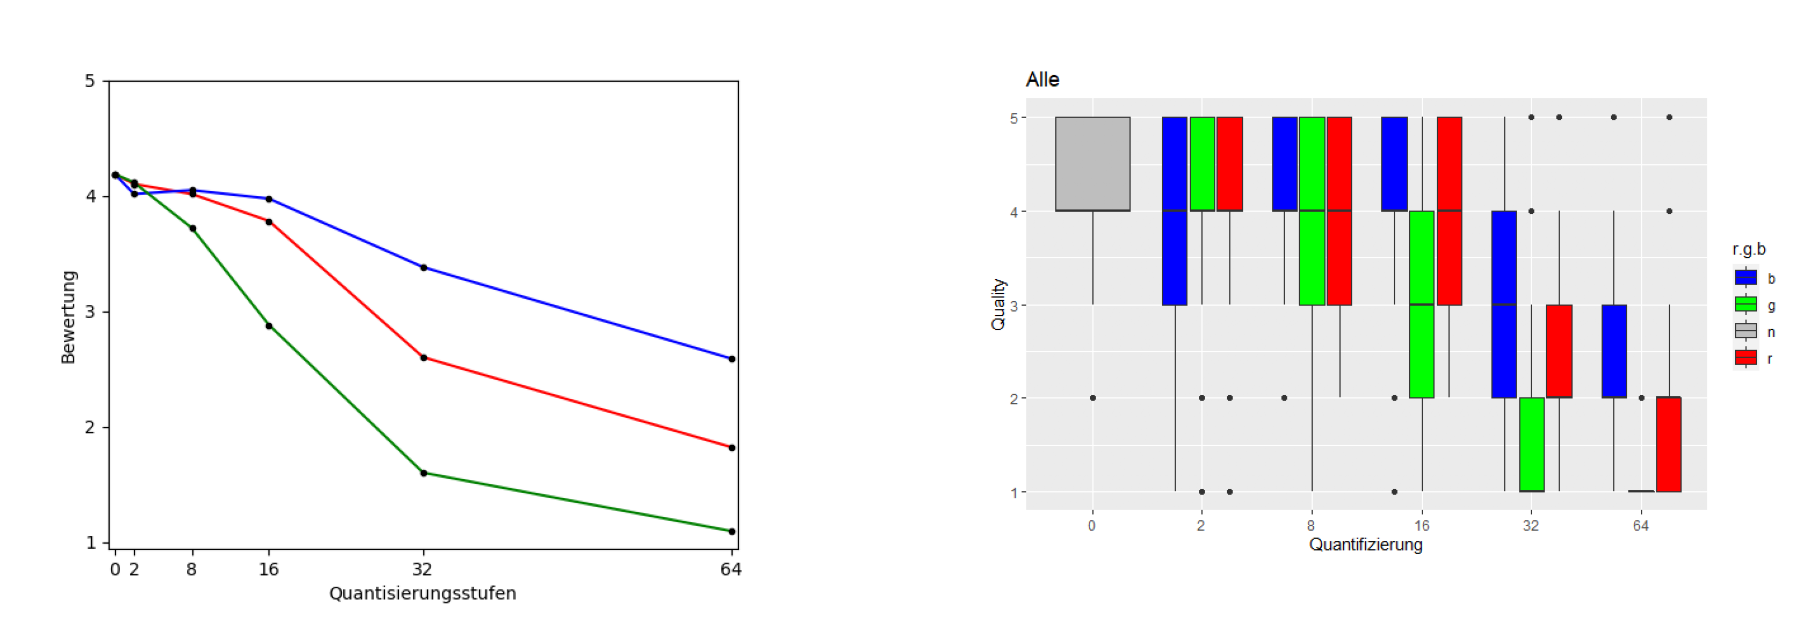 5
4
3
2
1
Bewertung
0 2 8 16 32 64
Quantisierungsstufen
Alle
5
4
3
2
1
Quality
0 2 8 16 32 64
Quantifizierung
r.g.b
b
g
n
r